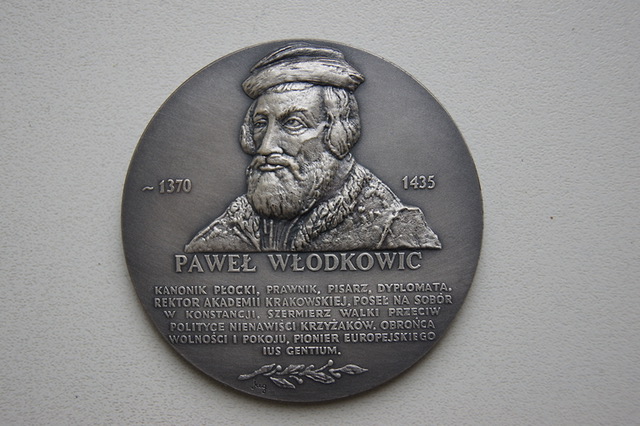 ~1370
1435
PAWEŁ WŁODKOWIC
KANONIK PŁOCKI, PRAWNIK, PISARZ, DYPLOMATA,
REKTOR AKADEMII KRAKOWSKIEJ, POSEŁ NA SOBÓR
W KONSTANCJI, SZERMIERZ WALKI PRZECIW
POLITYCE NIENAWIŚCI KRZYŻAKÓW, OBROŃCA
WOLNOŚCI I POKOJU, PIONIER EUROPEJSKIEGO
IUS GENTIUM.